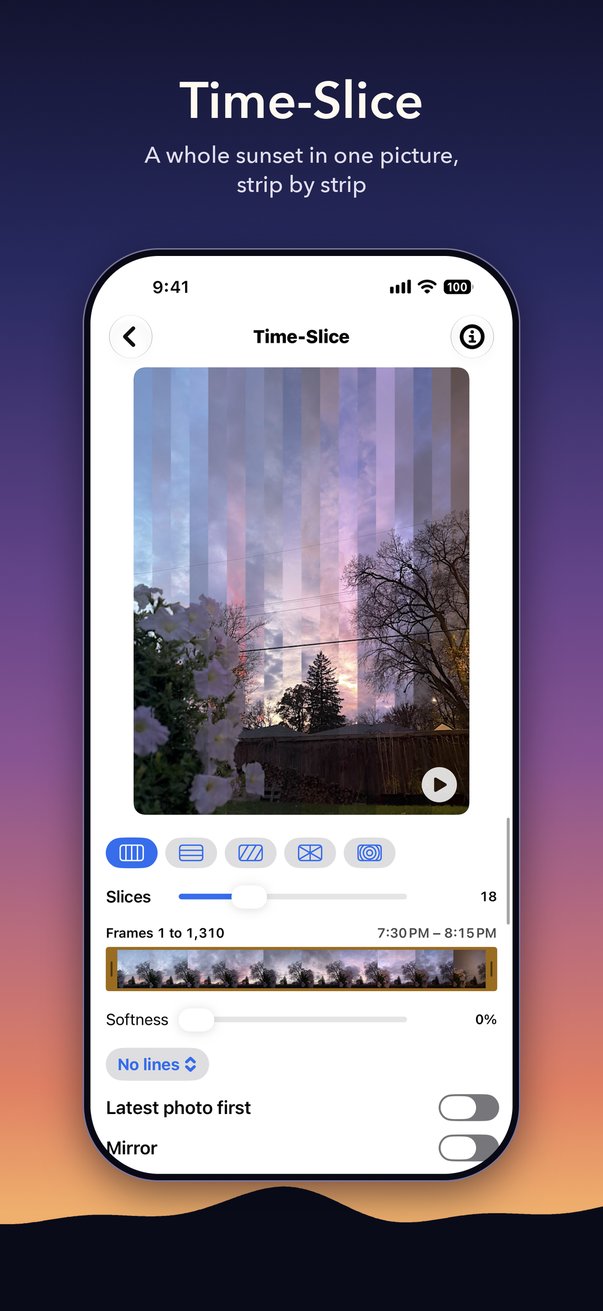 Time-Slice
A whole sunset in one picture,
strip by strip
9:41
100
Time-Slice
Slices
18
Frames 1 to 1,310
7:30 PM – 8:15 PM
Softness
0%
No lines
Latest photo first
Mirror